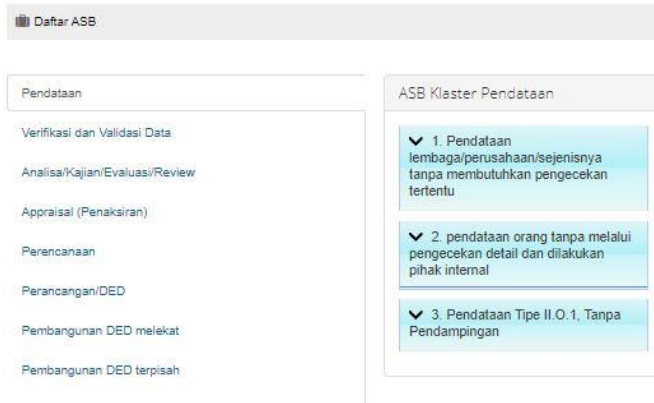 Daftar ASB
Pendataan
Verifikasi dan Validasi Data
Analisa/Kajian/Evaluasi/Review
Appraisal (Penaksiran)
Perencanaan
Perancangan/DED
Pembangunan DED melekat
Pembangunan DED terpisah
ASB Klaster Pendataan
1. Pendataan
lembaga/perusahaan/sejenisnya
tanpa membutuhkan pengecekan
tertentu
2. pendataan orang tanpa melalui
pengecekan detail dan dilakukan
pihak internal
3. Pendataan Tipe II.O.1, Tanpa
Pendampingan